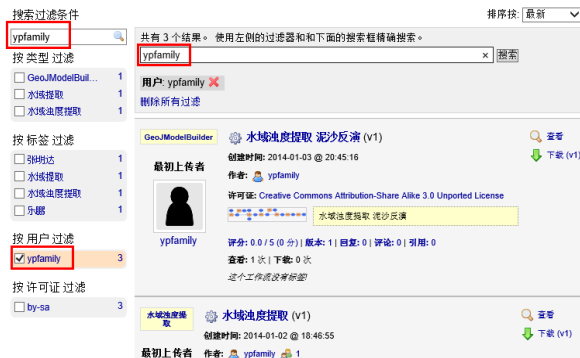 搜索过滤条件
ypfamily
按 类型 过滤
GeoJModelBuil... 1
水域提取 1
水域浊度提取 1
按 标签 过滤
张明达 1
水域提取 1
水域浊度提取 1
乐鹏 1
按 用户 过滤
ypfamily 3
按 许可证 过滤
by-sa 3
排序按: 最新
共有 3 个结果。 使用左侧的过滤器和和下面的搜索框精确搜索。
ypfamily × 搜索
用户: ypfamily
删除所有过滤
GeoJModelBuilder
水域浊度提取 泥沙反演 (v1)
查看
下载 (v1)
最初上传者
ypfamily
创建时间: 2014-01-03 @ 20:45:16
作者: ypfamily
许可证: Creative Commons Attribution-Share Alike 3.0 Unported License
水域浊度提取 泥沙反演
评分: 0.0 / 5 (0 分) | 版本: 1 | 回复: 0 | 评论: 0 | 引用: 0
查看: 1 次 | 下载: 0 次
这个工作流没有标签!
水域浊度提
取
水域浊度提取 (v1)
查看
下载 (v1)
创建时间: 2014-01-02 @ 18:46:55
最初上传者
作者: ypfamily 1